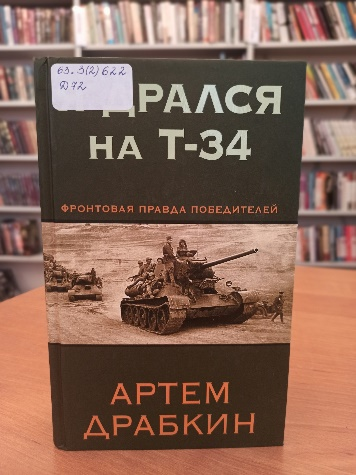 63.3(2)622
Д72
ДРАЛСЯ
НА Т-34
ФРОНТОВАЯ ПРАВДА ПОБЕДИТЕЛЕЙ
АРТЕМ
ДРАБКИН